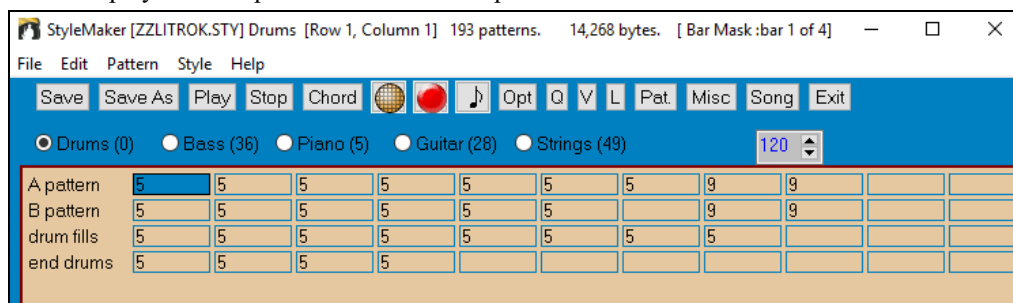 StyleMaker [ZZLITROK.STY] Drums [Row 1, Column 1] 193 patterns. 14,268 bytes. [ Bar Mask :bar 1 of 4]
File Edit Pattern Style Help
Save Save As Play Stop Chord Opt Q V L Pat. Misc Song Exit
Drums (0) Bass (36) Piano (5) Guitar (28) Strings (49) 120
A pattern 5 5 5 5 5 5 5 9 9
B pattern 5 5 5 5 5 5 9 9
drum fills 5 5 5 5 5 5 5 5
end drums 5 5 5 5